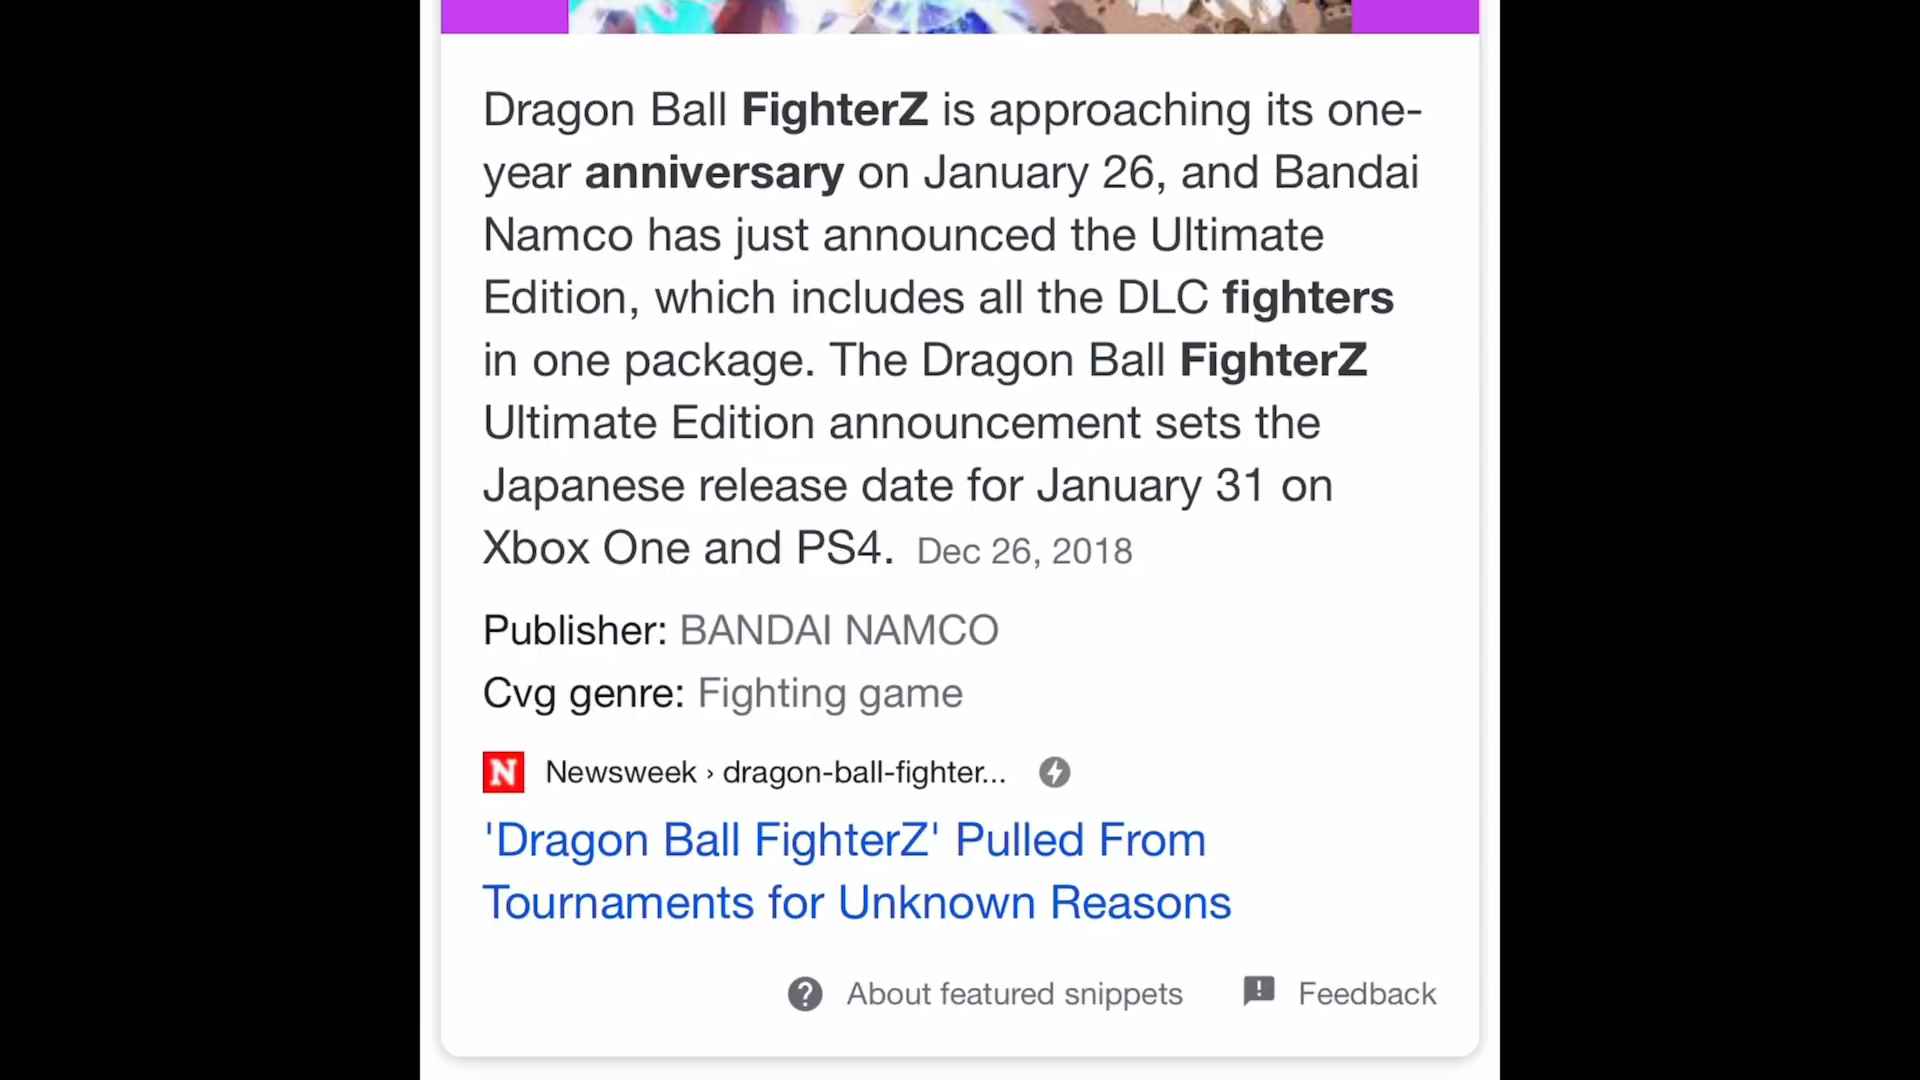 Dragon Ball FighterZ is approaching its one-
year anniversary on January 26, and Bandai
Namco has just announced the Ultimate
Edition, which includes all the DLC fighters
in one package. The Dragon Ball FighterZ
Ultimate Edition announcement sets the
Japanese release date for January 31 on
Xbox One and PS4. Dec 26, 2018
Publisher: BANDAI NAMCO
Cvg genre: Fighting game
N Newsweek › dragon-ball-fighter...
'Dragon Ball FighterZ' Pulled From
Tournaments for Unknown Reasons
? About featured snippets ! Feedback